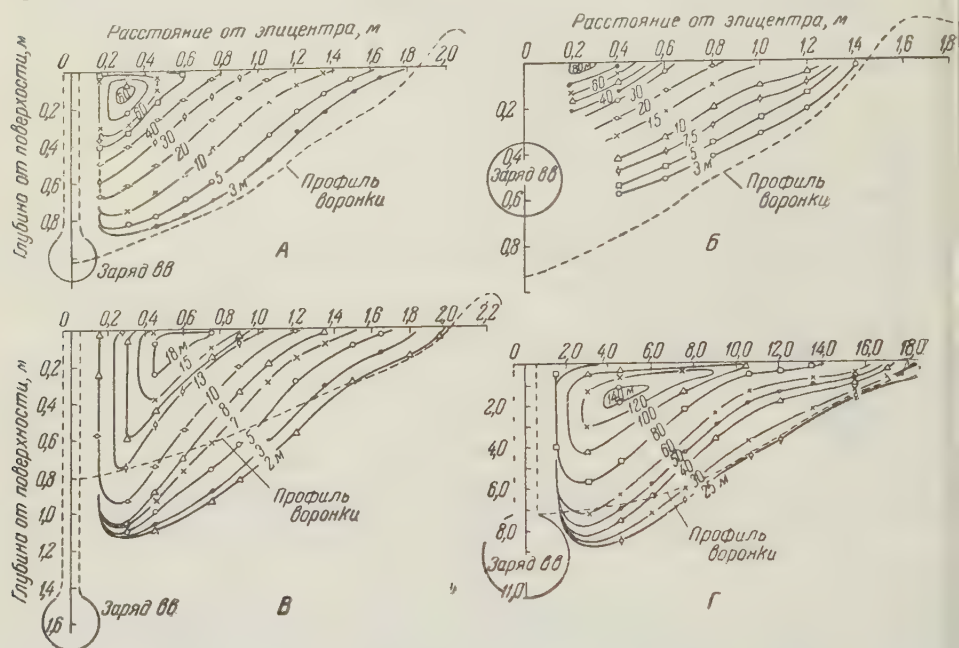 Расстояние от эпицентра, м
0 0,2 0,4 0,6 0,8 1,0 1,2 1,4 1,6 1,8 2,0
Глубина от поверхости, м
0,2
0,4
0,6
0,8
60
40
30
20
10
5
3 м
Профиль
воронки
А
Заряд ВВ
Расстояние от эпицентра, м
0 0,2 0,4 0,6 0,8 1,0 1,2 1,4 1,6 1,8
0,2
0,4
0,6
0,8
80 м
60
40
30
20
15
10
7,5
5
3 м
Заряд ВВ
Профиль
воронки
Б
0 0,2 0,4 0,6 0,8 1,0 1,2 1,4 1,6 1,8 2,0 2,2
Глубина от поверхности, м
0,2
0,4
0,6
0,8
1,0
1,2
1,4
1,6
18 м
15
13
10
8
5
3
2 м
Профиль
воронки
Заряд ВВ
В
0 2,0 4,0 6,0 8,0 10,0 12,0 14,0 16,0 18,0
2,0
4,0
6,0
8,0
11,0
140 м
120
100
80
60
50
40
30
25 м
Заряд ВВ
Профиль
воронки
Г